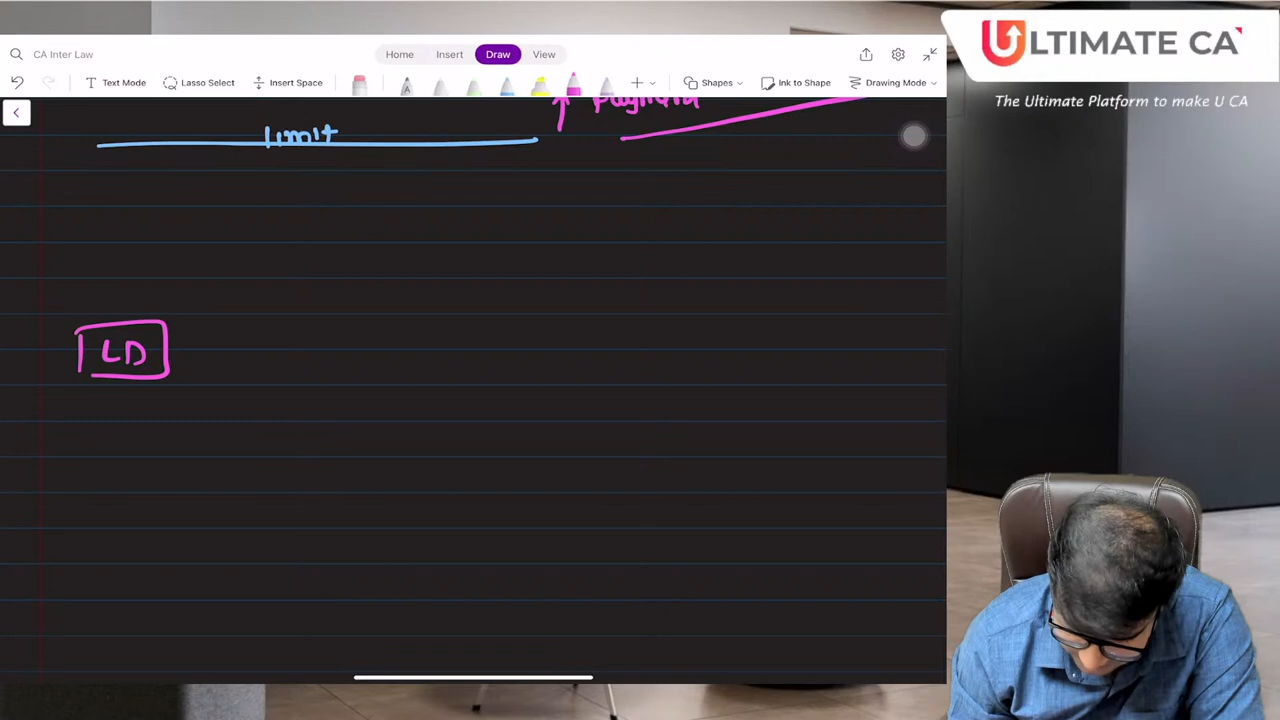 ULTIMATE CA
The Ultimate Platform to make U CA
CA Inter Law
Home Insert Draw View
Text Mode Lasso Select Insert Space Shapes Ink to Shape Drawing Mode
limit
LD